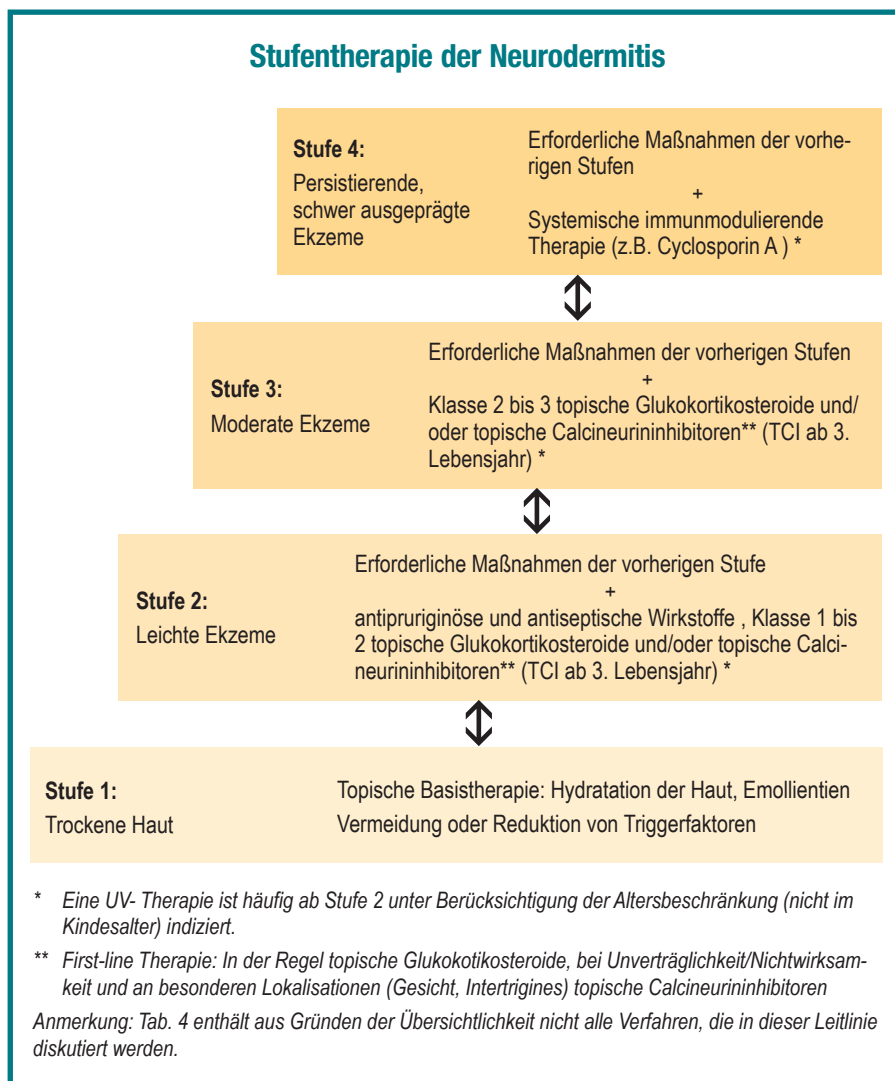 Stufentherapie der Neurodermitis
Stufe 4:
Persistierende,
schwer ausgeprägte
Ekzeme
Erforderliche Maßnahmen der vorhe-
rigen Stufen
+
Systemische immunmodulierende
Therapie (z.B. Cyclosporin A ) *
Stufe 3:
Moderate Ekzeme
Erforderliche Maßnahmen der vorherigen Stufen
+
Klasse 2 bis 3 topische Glukokortikosteroide und/
oder topische Calcineurininhibitoren** (TCI ab 3.
Lebensjahr) *
Stufe 2:
Leichte Ekzeme
Erforderliche Maßnahmen der vorherigen Stufe
+
antipruriginöse und antiseptische Wirkstoffe , Klasse 1 bis
2 topische Glukokortikosteroide und/oder topische Calci-
neurininhibitoren** (TCI ab 3. Lebensjahr) *
Stufe 1:
Trockene Haut
Topische Basistherapie: Hydratation der Haut, Emollientien
Vermeidung oder Reduktion von Triggerfaktoren
* Eine UV- Therapie ist häufig ab Stufe 2 unter Berücksichtigung der Altersbeschränkung (nicht im
Kindesalter) indiziert.
** First-line Therapie: In der Regel topische Glukokotikosteroide, bei Unverträglichkeit/Nichtwirksam-
keit und an besonderen Lokalisationen (Gesicht, Intertrigines) topische Calcineurininhibitoren
Anmerkung: Tab. 4 enthält aus Gründen der Übersichtlichkeit nicht alle Verfahren, die in dieser Leitlinie
diskutiert werden.